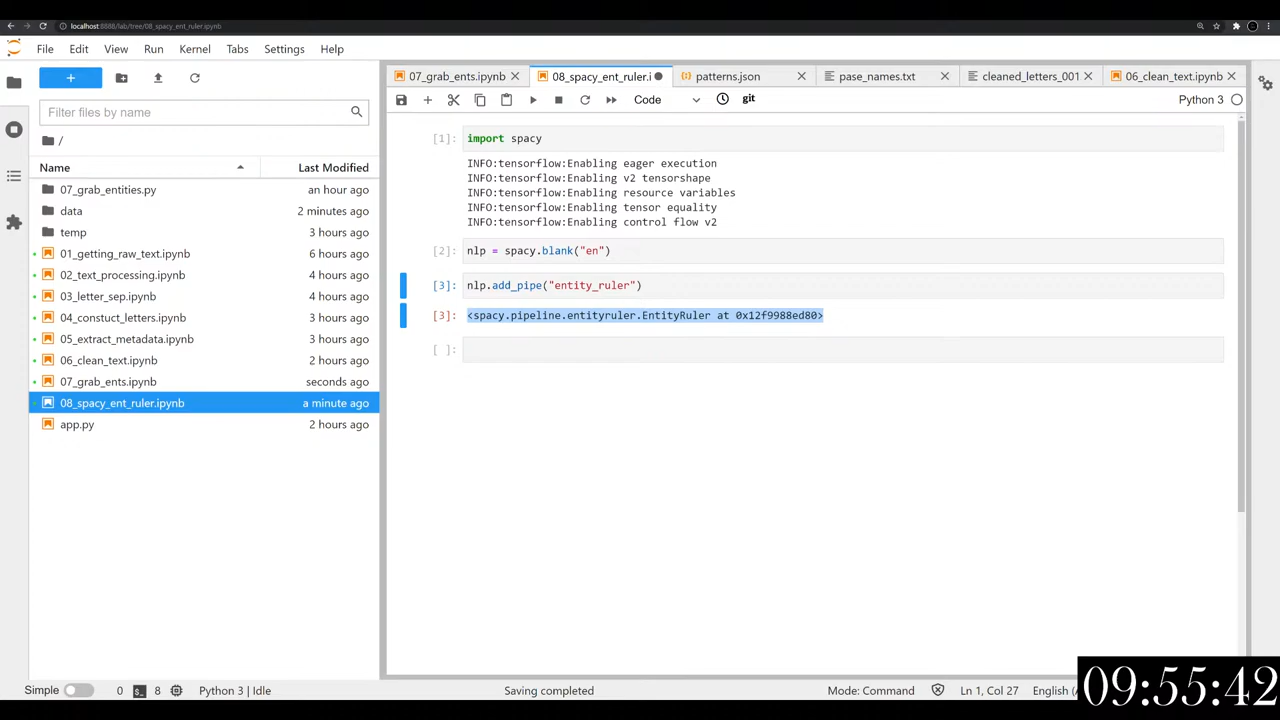 localhost:8888/lab/tree/08_spacy_ent_ruler.ipynb
File Edit View Run Kernel Tabs Settings Help
07_grab_ents.ipynb 08_spacy_ent_ruler.i patterns.json pase_names.txt cleaned_letters_001 06_clean_text.ipynb
Code git Python 3
Filter files by name
/
Name Last Modified
07_grab_entities.py an hour ago
data 2 minutes ago
temp 3 hours ago
01_getting_raw_text.ipynb 6 hours ago
02_text_processing.ipynb 4 hours ago
03_letter_sep.ipynb 4 hours ago
04_constuct_letters.ipynb 3 hours ago
05_extract_metadata.ipynb 3 hours ago
06_clean_text.ipynb 2 hours ago
07_grab_ents.ipynb seconds ago
08_spacy_ent_ruler.ipynb a minute ago
app.py 2 hours ago
[1]: import spacy
INFO:tensorflow:Enabling eager execution
INFO:tensorflow:Enabling v2 tensorshape
INFO:tensorflow:Enabling resource variables
INFO:tensorflow:Enabling tensor equality
INFO:tensorflow:Enabling control flow v2
[2]: nlp = spacy.blank("en")
[3]: nlp.add_pipe("entity_ruler")
[3]: <spacy.pipeline.entityruler.EntityRuler at 0x12f9988ed80>
[ ]:
Simple 0 8 Python 3 | Idle Saving completed Mode: Command Ln 1, Col 27 English (
09:55:42